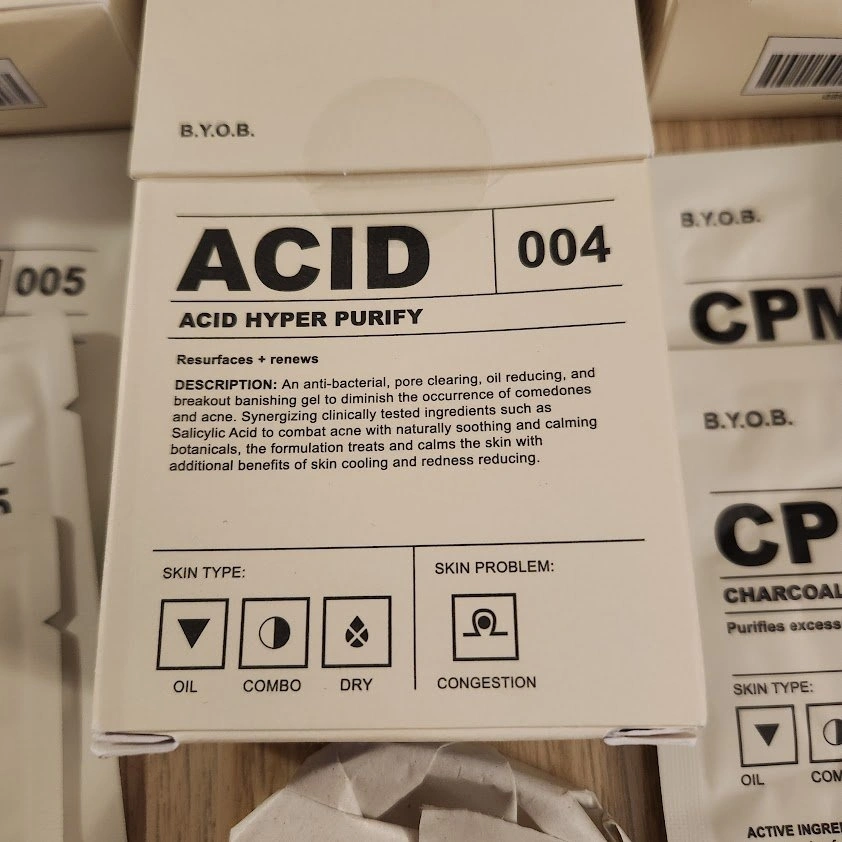 B.Y.O.B.
ACID 004
ACID HYPER PURIFY
Resurfaces + renews
DESCRIPTION: An anti-bacterial, pore clearing, oil reducing, and
breakout banishing gel to diminish the occurrence of comedones
and acne. Synergizing clinically tested ingredients such as
Salicylic Acid to combat acne with naturally soothing and calming
botanicals, the formulation treats and calms the skin with
additional benefits of skin cooling and redness reducing.
SKIN TYPE:
OIL COMBO DRY
SKIN PROBLEM:
CONGESTION
005
5
B.Y.O.B.
CPM
B.Y.O.B.
CP
CHARCOAL
Purifies excess
SKIN TYPE:
OIL COM
ACTIVE INGRE